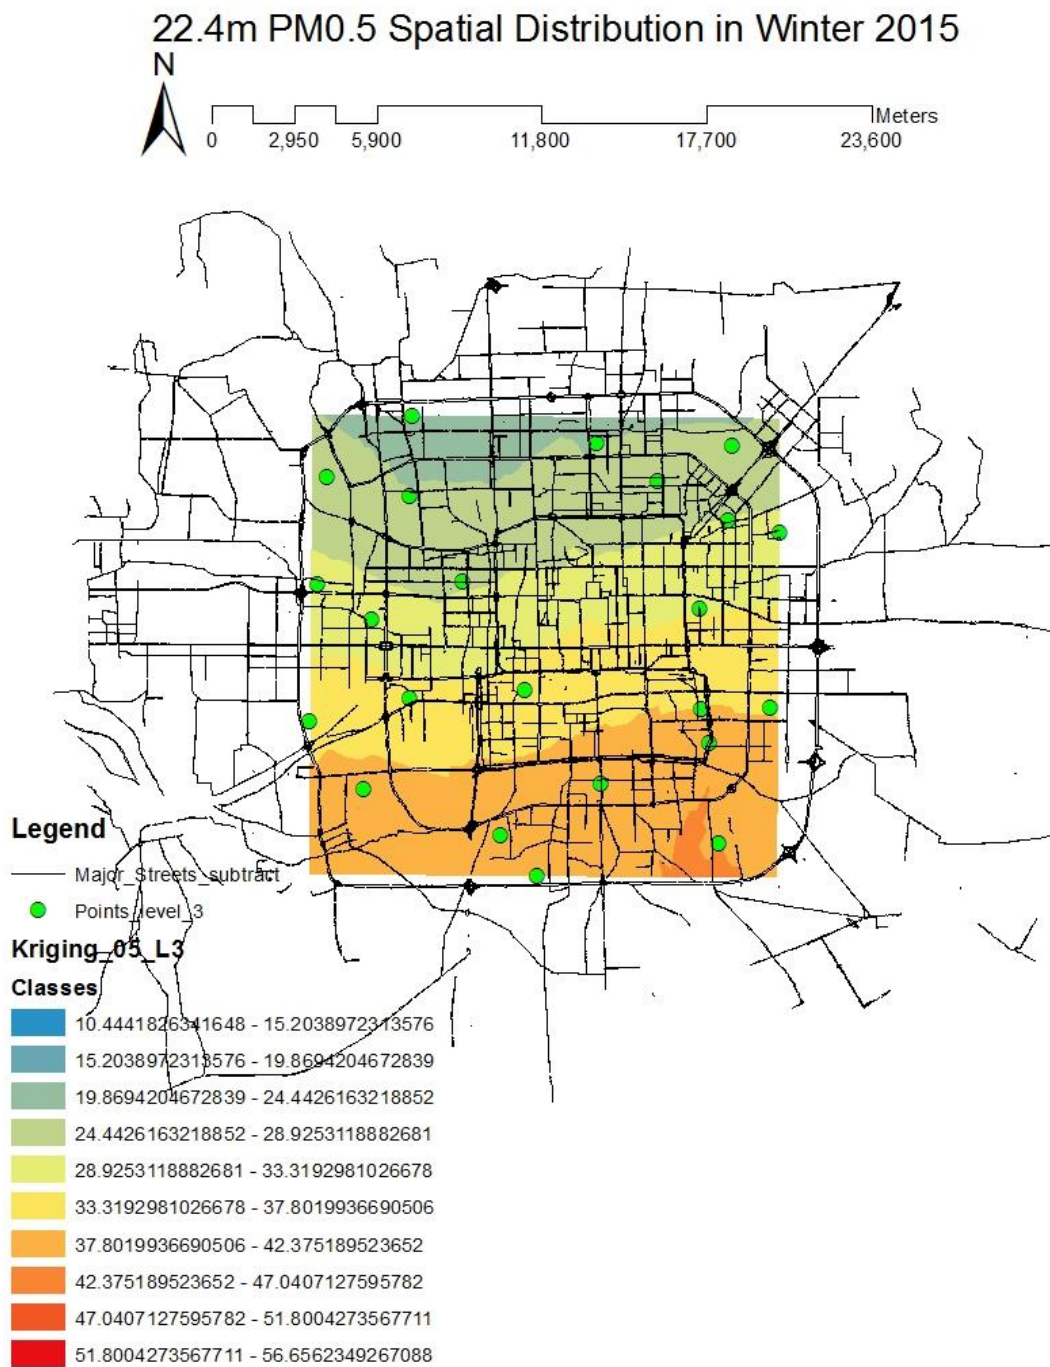 22.4m PM0.5 Spatial Distribution in Winter 2015
N
Meters
0 2,950 5,900 11,800 17,700 23,600
Legend
Major_Streets_subtract
Points_level_3
Kriging_05_L3
Classes
10.4441826341648 - 15.2038972313576
15.2038972313576 - 19.8694204672839
19.8694204672839 - 24.4426163218852
24.4426163218852 - 28.9253118882681
28.9253118882681 - 33.3192981026678
33.3192981026678 - 37.8019936690506
37.8019936690506 - 42.375189523652
42.375189523652 - 47.0407127595782
47.0407127595782 - 51.8004273567711
51.8004273567711 - 56.6562349267088